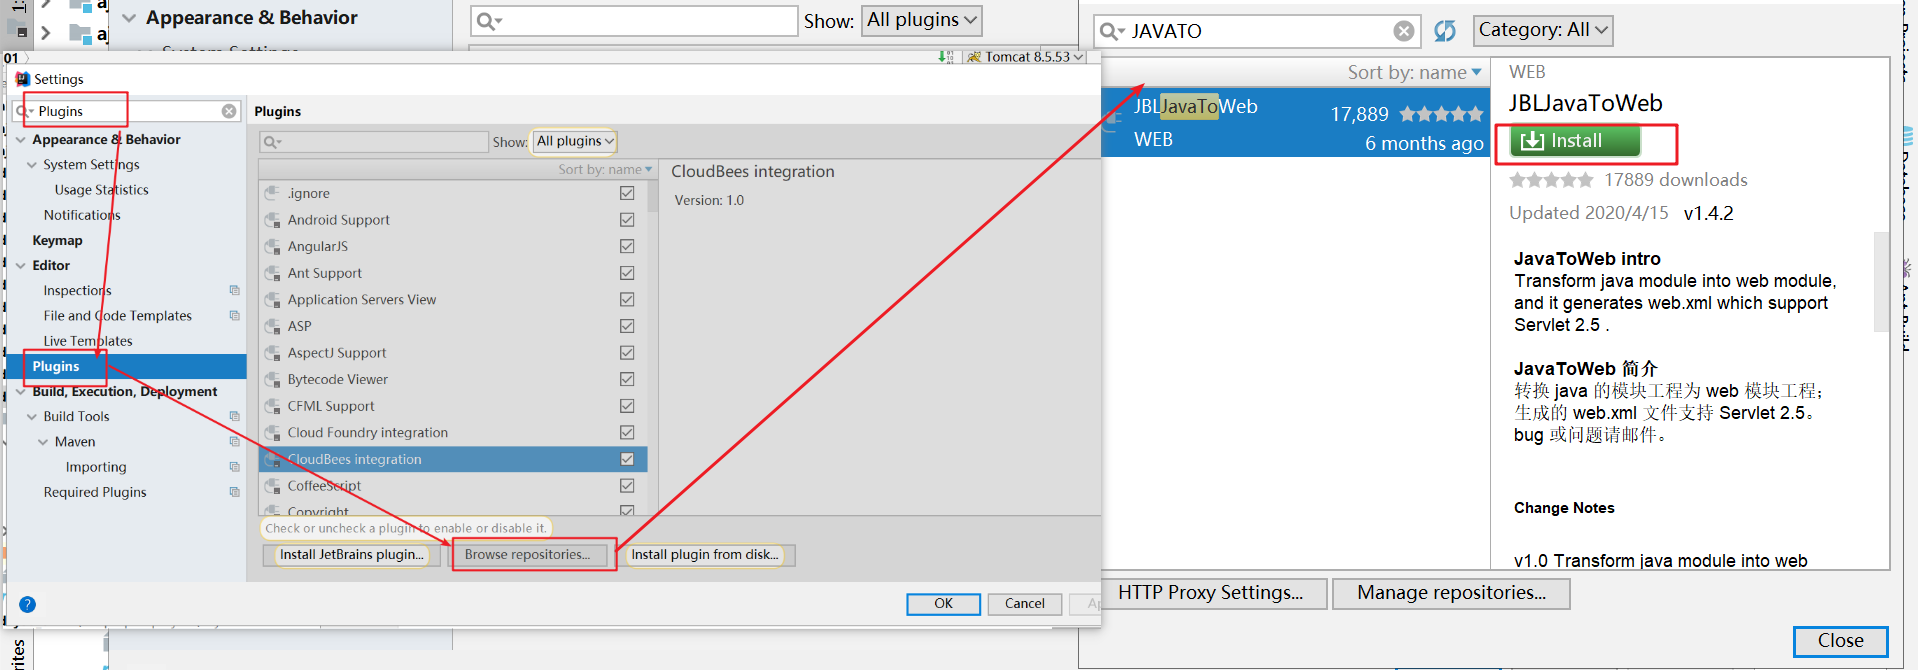 Appearance & Behavior
Show: All plugins
01
Tomcat 8.5.53
Settings
Plugins
Appearance & Behavior
System Settings
Usage Statistics
Notifications
Keymap
Editor
Inspections
File and Code Templates
Live Templates
Plugins
Build, Execution, Deployment
Build Tools
Maven
Importing
Required Plugins
Plugins
Show: All plugins
Sort by: name
.ignore
Android Support
AngularJS
Ant Support
Application Servers View
ASP
AspectJ Support
Bytecode Viewer
CFML Support
Cloud Foundry integration
CloudBees integration
CoffeeScript
Copyright
Check or uncheck a plugin to enable or disable it.
Install JetBrains plugin...
Browse repositories...
Install plugin from disk...
CloudBees integration
Version: 1.0
OK
Cancel
JAVATO
Category: All
Sort by: name
JBLJavaToWeb
17,889
WEB
6 months ago
WEB
JBLJavaToWeb
Install
17889 downloads
Updated 2020/4/15 v1.4.2
JavaToWeb intro
Transform java module into web module,
and it generates web.xml which support
Servlet 2.5 .
JavaToWeb 简介
转换 java 的模块工程为 web 模块工程；
生成的 web.xml 文件支持 Servlet 2.5。
bug 或问题请邮件。
Change Notes
v1.0 Transform java module into web
HTTP Proxy Settings...
Manage repositories...
Close
Database
Ant Build